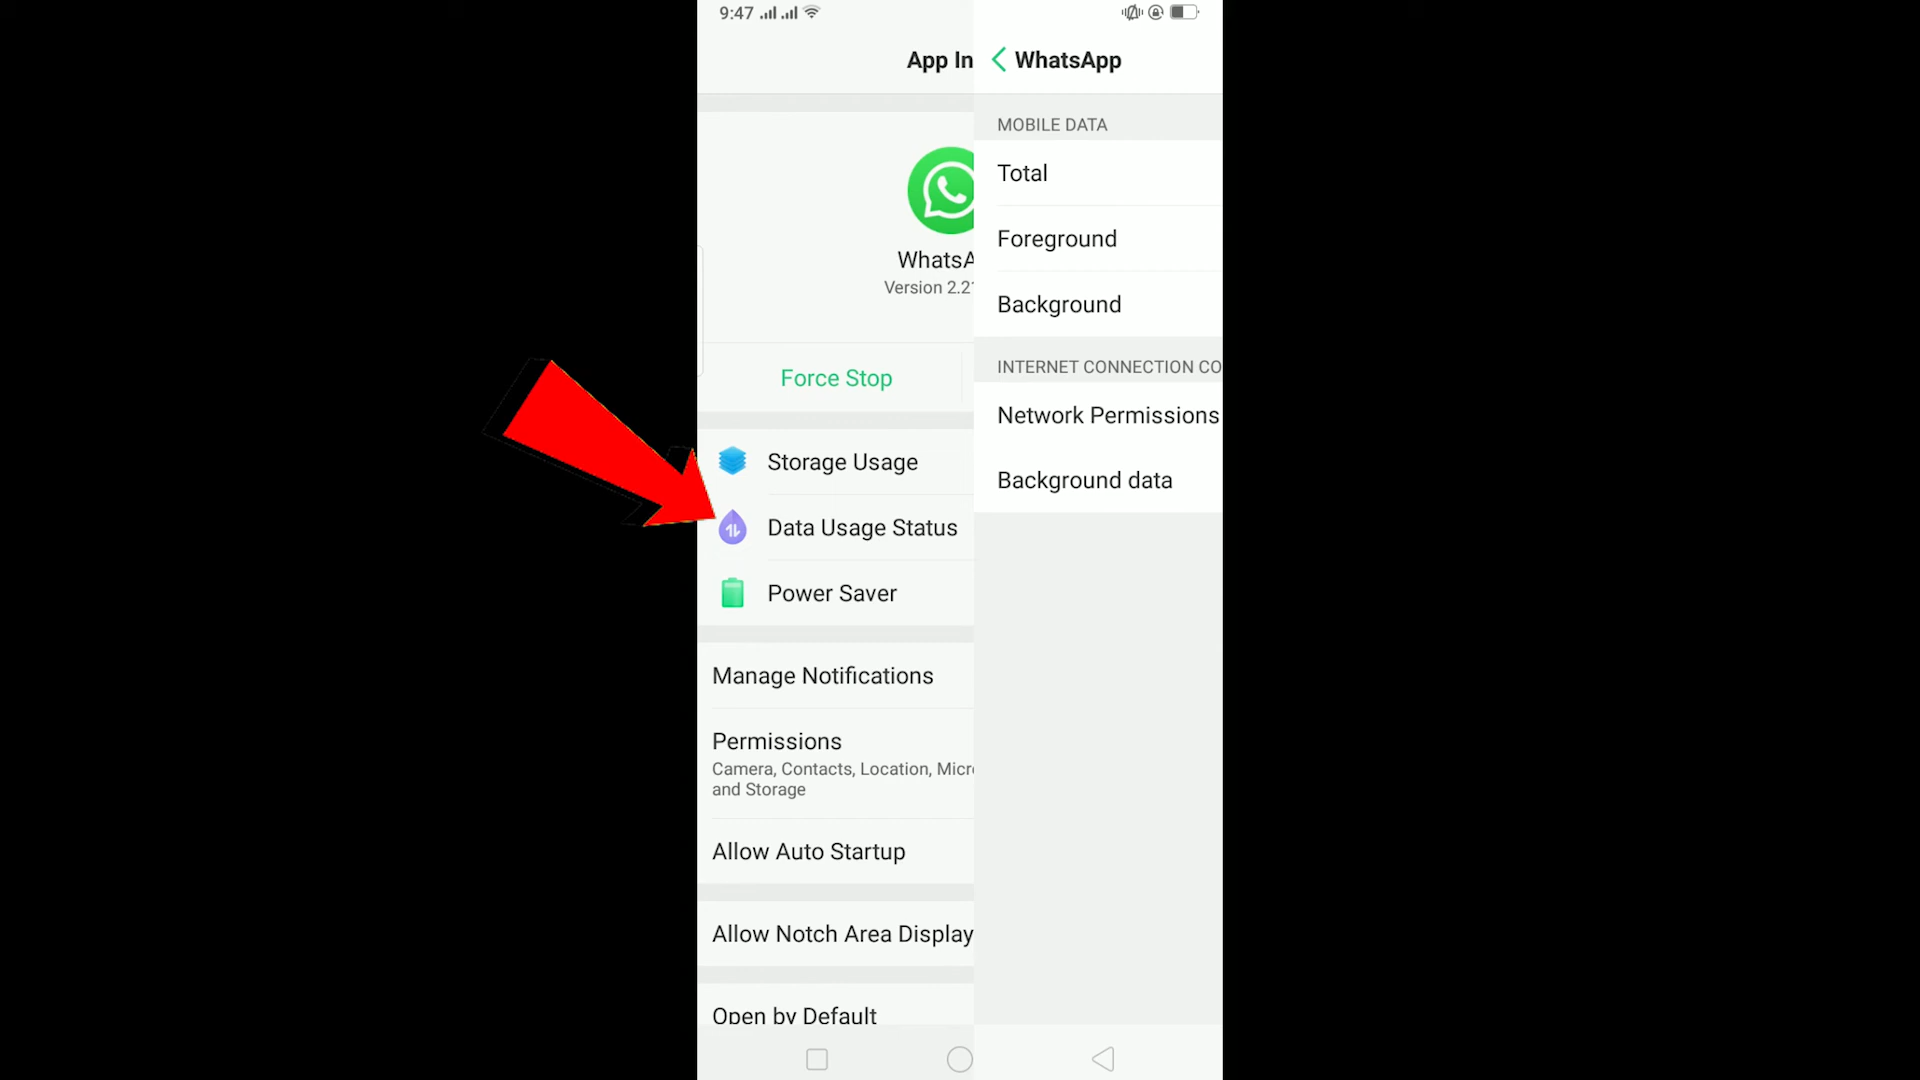 9:47
App In
WhatsA
Version 2.21
Force Stop
Storage Usage
Data Usage Status
Power Saver
Manage Notifications
Permissions
Camera, Contacts, Location, Micr
and Storage
Allow Auto Startup
Allow Notch Area Display
Open by Default
WhatsApp
MOBILE DATA
Total
Foreground
Background
INTERNET CONNECTION CO
Network Permissions
Background data